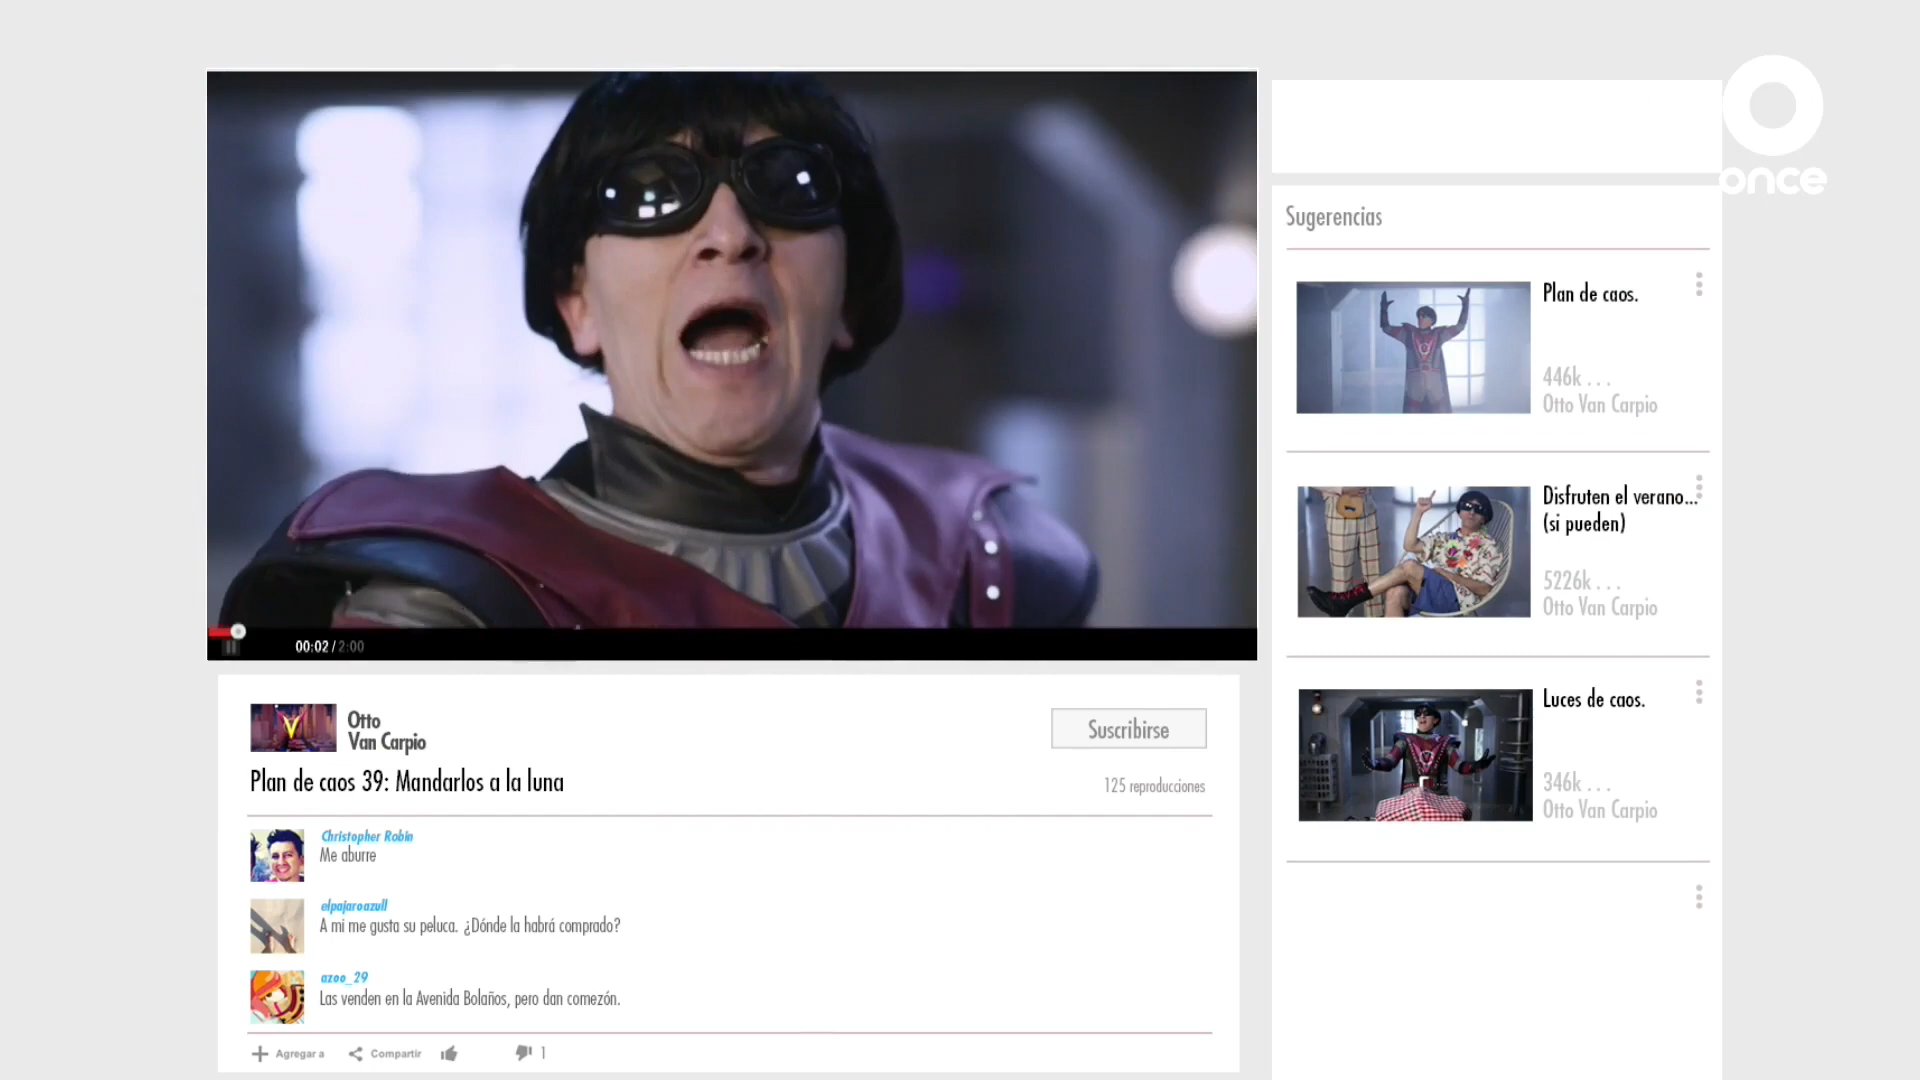 once
00:02 / 2:00
Otto
Van Carpio
Suscribirse
Plan de caos 39: Mandarlos a la luna
125 reproducciones
Christopher Robin
Me aburre
elpajaroazull
A mi me gusta su peluca. ¿Dónde la habrá comprado?
azoo_29
Las venden en la Avenida Bolaños, pero dan comezón.
Agregar a
Compartir
1
Sugerencias
Plan de caos.
446k . . .
Otto Van Carpio
Disfruten el verano...
(si pueden)
5226k . . .
Otto Van Carpio
Luces de caos.
346k . . .
Otto Van Carpio